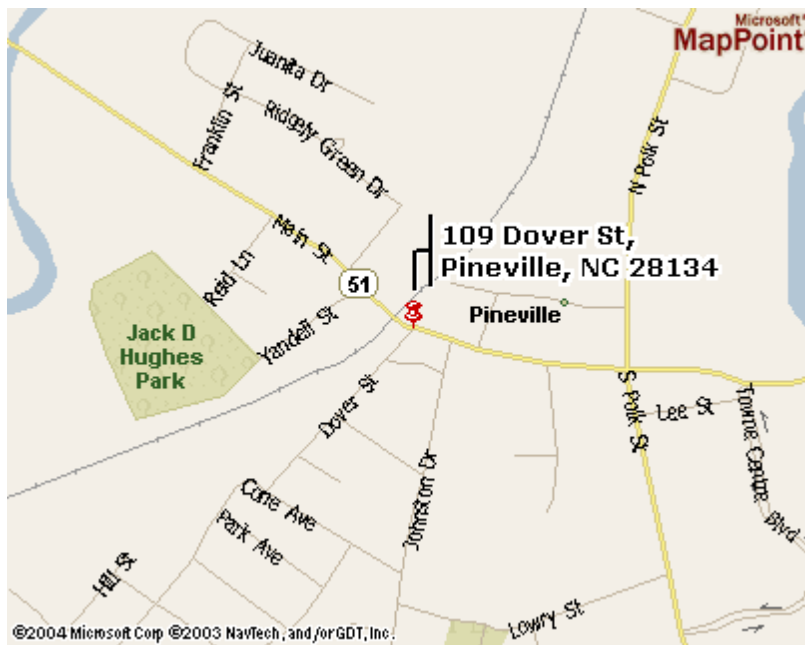 Microsoft®
MapPoint®
Juanita Dr
Franklin St
Ridgely Green Dr
N Polk St
Main St
Reid Ln
109 Dover St,
Pineville, NC 28134
51
Yandell St
Pineville
Jack D
Hughes
Park
Dover St
S Polk St
Lee St
Towne Centre Blvd
Johnston Dr
Cone Ave
Park Ave
Hill St
Lowry St
©2004 Microsoft Corp ©2003 NavTech, and/or GDT, Inc.